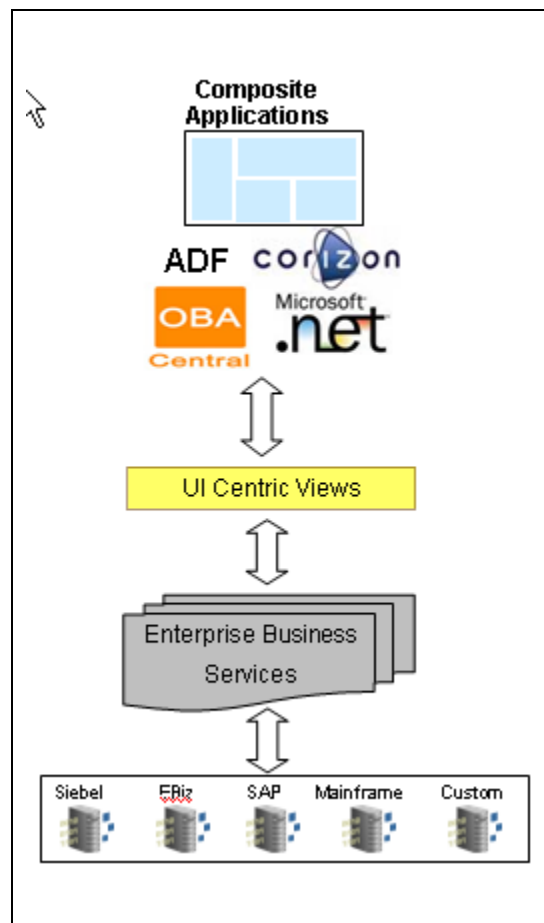 Composite
Applications
ADF
corizon
OBA
Central
Microsoft
.net
UI Centric Views
Enterprise Business
Services
Siebel
EBiz
SAP
Mainframe
Custom